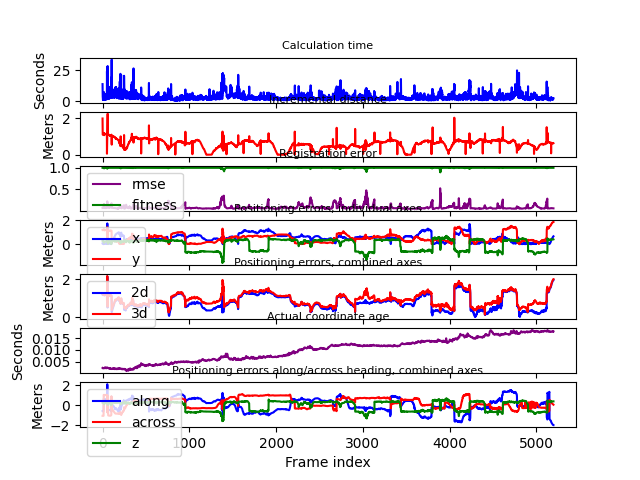 Calculation time
Seconds
25
0
Incremental distance
Meters
2
0
Registration error
1.0
0.5
rmse
fitness
Positioning errors, individual axes
Meters
2
0
x
y
Positioning errors, combined axes
Meters
2
0
2d
3d
Actual coordinate age
Seconds
0.015
0.010
0.005
Positioning errors along/across heading, combined axes
Meters
2
0
−2
along
across
z
0 1000 2000 3000 4000 5000
Frame index